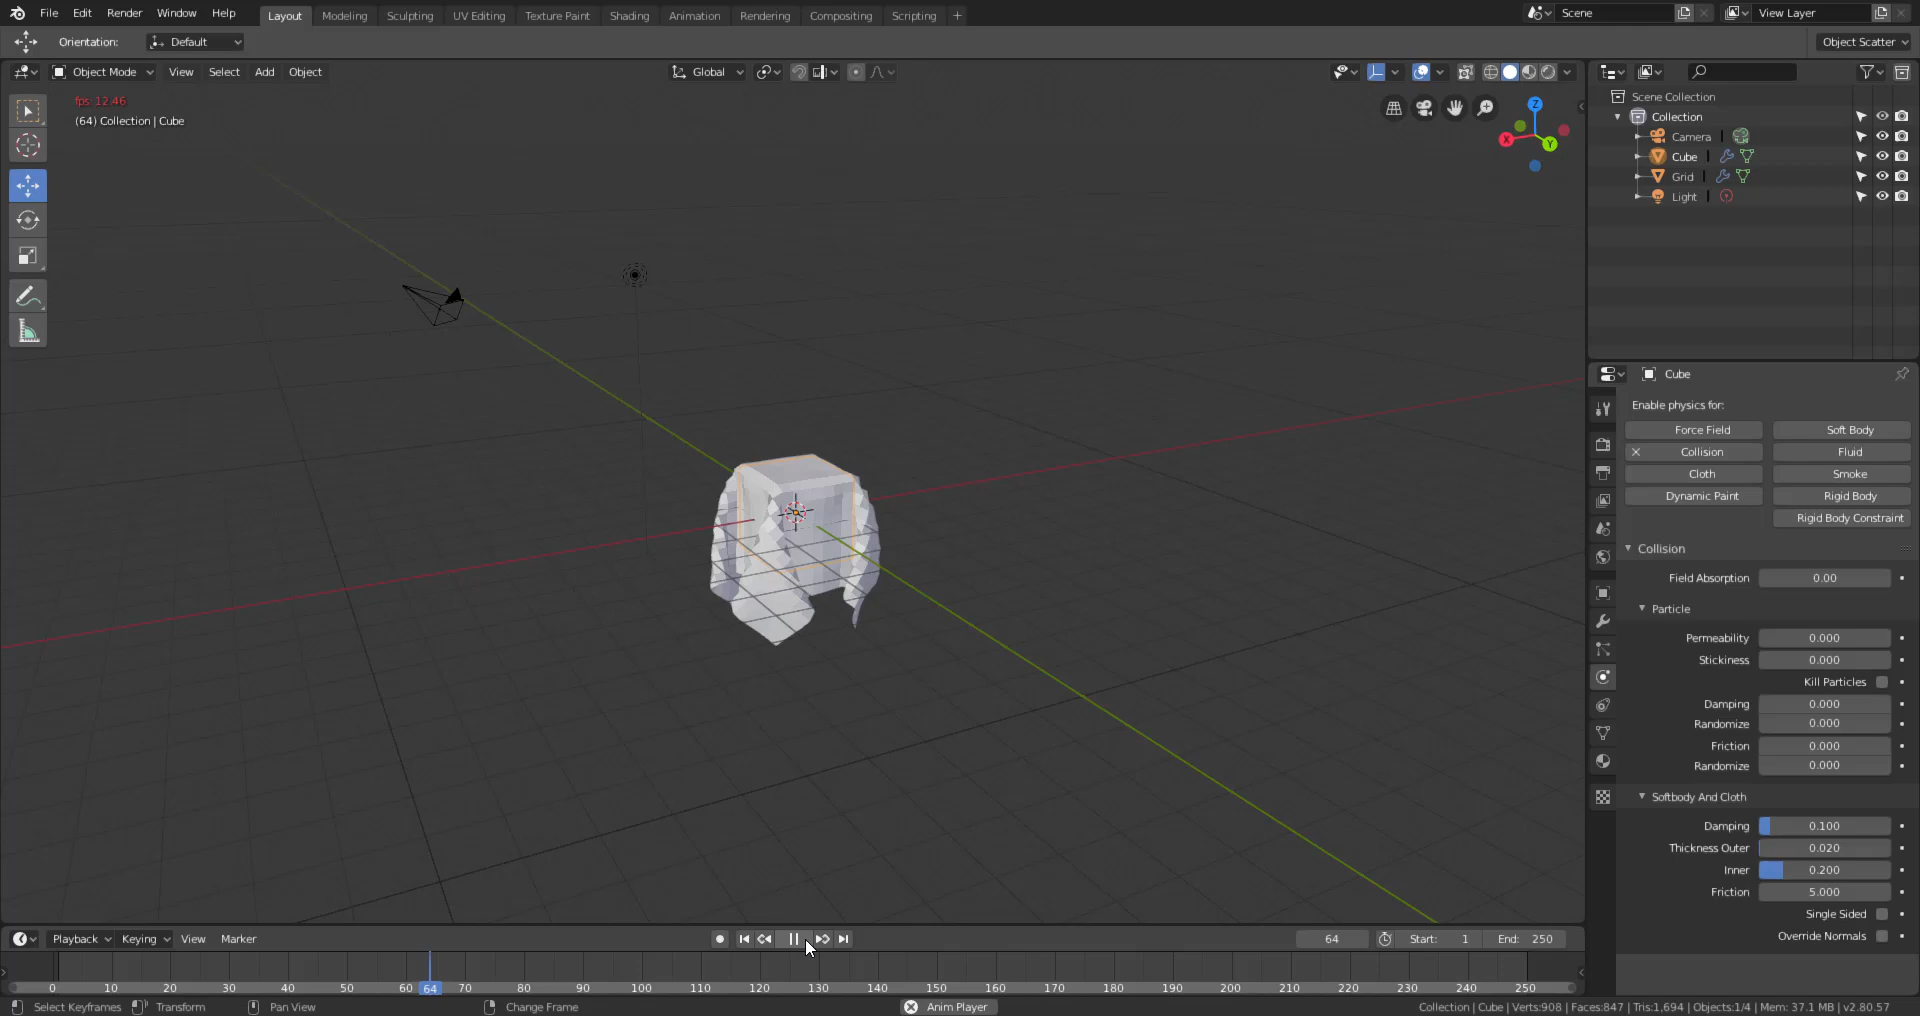 File Edit Render Window Help Layout Modeling Sculpting UV Editing Texture Paint Shading Animation Rendering Compositing Scripting + Scene View Layer
Orientation: Default Object Scatter
Object Mode View Select Add Object Global
fps: 12.46
(64) Collection | Cube
X Y Z
Scene Collection
Collection
Camera
Cube
Grid
Light
Cube
Enable physics for:
Force Field Soft Body
Collision Fluid
Cloth Smoke
Dynamic Paint Rigid Body
Rigid Body Constraint
Collision
Field Absorption 0.00
Particle
Permeability 0.000
Stickiness 0.000
Kill Particles
Damping 0.000
Randomize 0.000
Friction 0.000
Randomize 0.000
Softbody And Cloth
Damping 0.100
Thickness Outer 0.020
Inner 0.200
Friction 5.000
Single Sided
Override Normals
Playback Keying View Marker 64 Start: 1 End: 250
0 10 20 30 40 50 60 64 70 80 90 100 110 120 130 140 150 160 170 180 190 200 210 220 230 240 250
Select Keyframes Transform Pan View Change Frame Anim Player Collection | Cube | Verts:908 | Faces:847 | Tris:1,694 | Objects:1/4 | Mem: 37.1 MB | v2.80.57